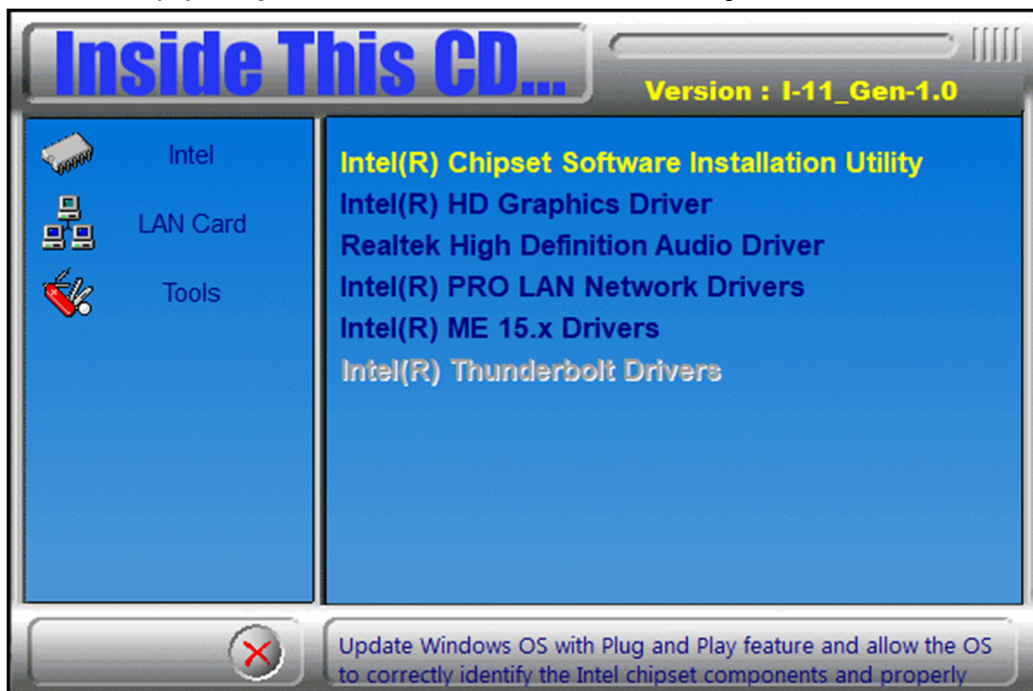 Inside This CD...
Version : I-11_Gen-1.0
Intel
LAN Card
Tools
Intel(R) Chipset Software Installation Utility
Intel(R) HD Graphics Driver
Realtek High Definition Audio Driver
Intel(R) PRO LAN Network Drivers
Intel(R) ME 15.x Drivers
Intel(R) Thunderbolt Drivers
Update Windows OS with Plug and Play feature and allow the OS
to correctly identify the Intel chipset components and properly